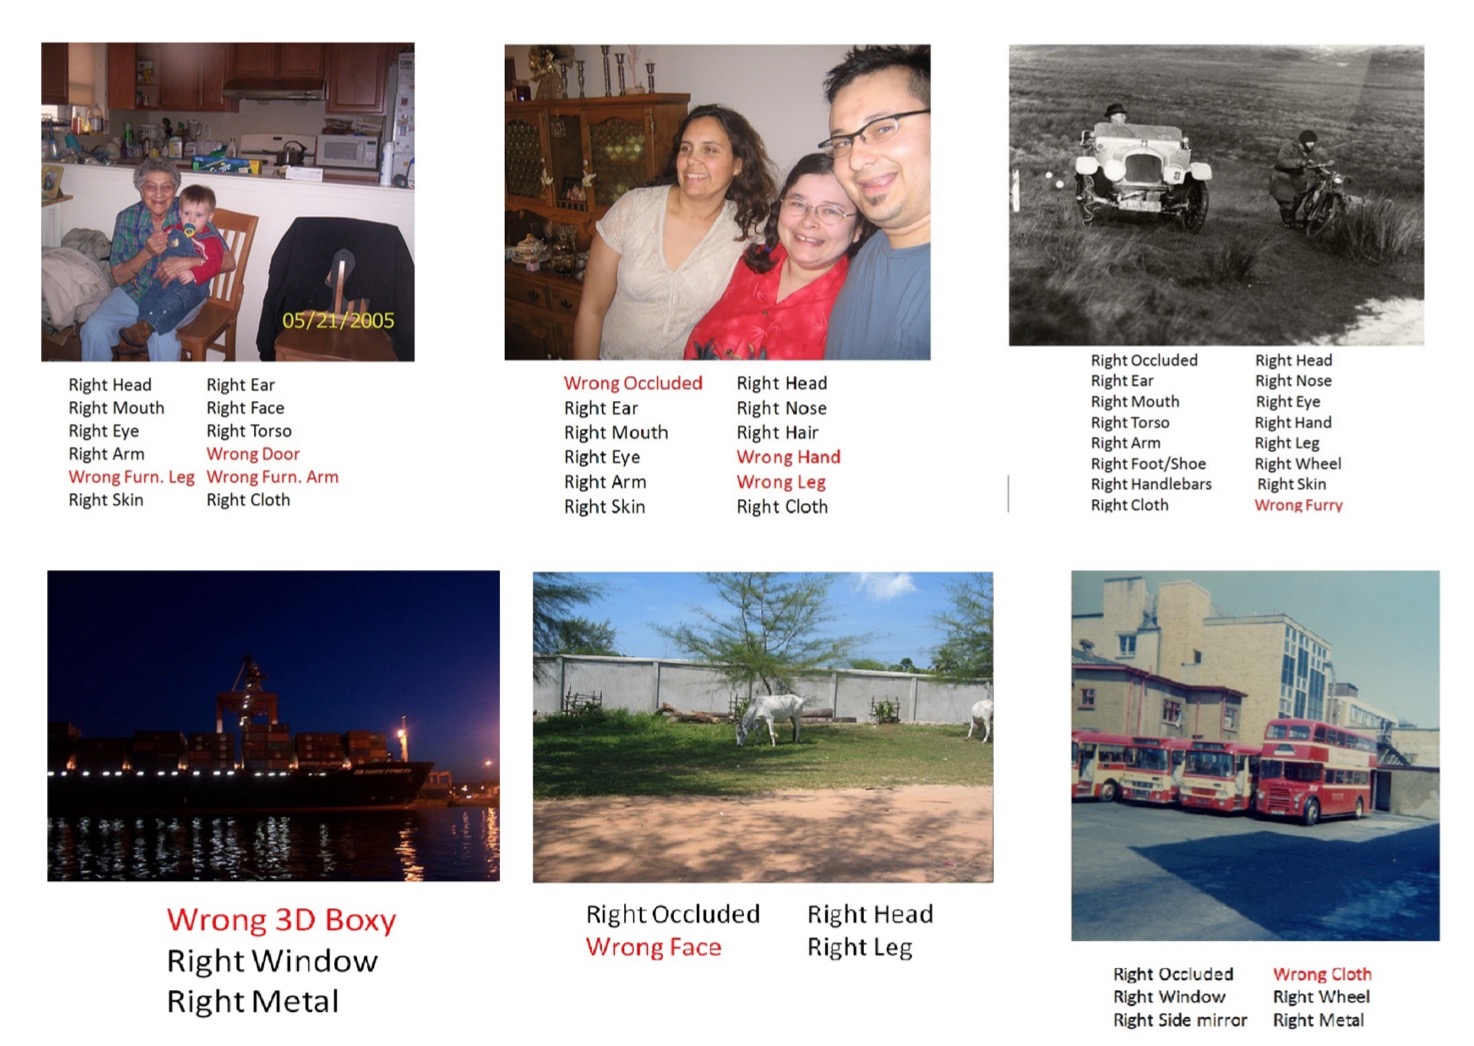 05/21/2005
Right Head Right Ear
Right Mouth Right Face
Right Eye Right Torso
Right Arm Wrong Door
Wrong Furn. Leg Wrong Furn. Arm
Right Skin Right Cloth
Wrong Occluded Right Head
Right Ear Right Nose
Right Mouth Right Hair
Right Eye Wrong Hand
Right Arm Wrong Leg
Right Skin Right Cloth
Right Occluded Right Head
Right Ear Right Nose
Right Mouth Right Eye
Right Torso Right Hand
Right Arm Right Leg
Right Foot/Shoe Right Wheel
Right Handlebars Right Skin
Right Cloth Wrong Furry
Wrong 3D Boxy
Right Window
Right Metal
Right Occluded Right Head
Wrong Face Right Leg
Right Occluded Wrong Cloth
Right Window Right Wheel
Right Side mirror Right Metal